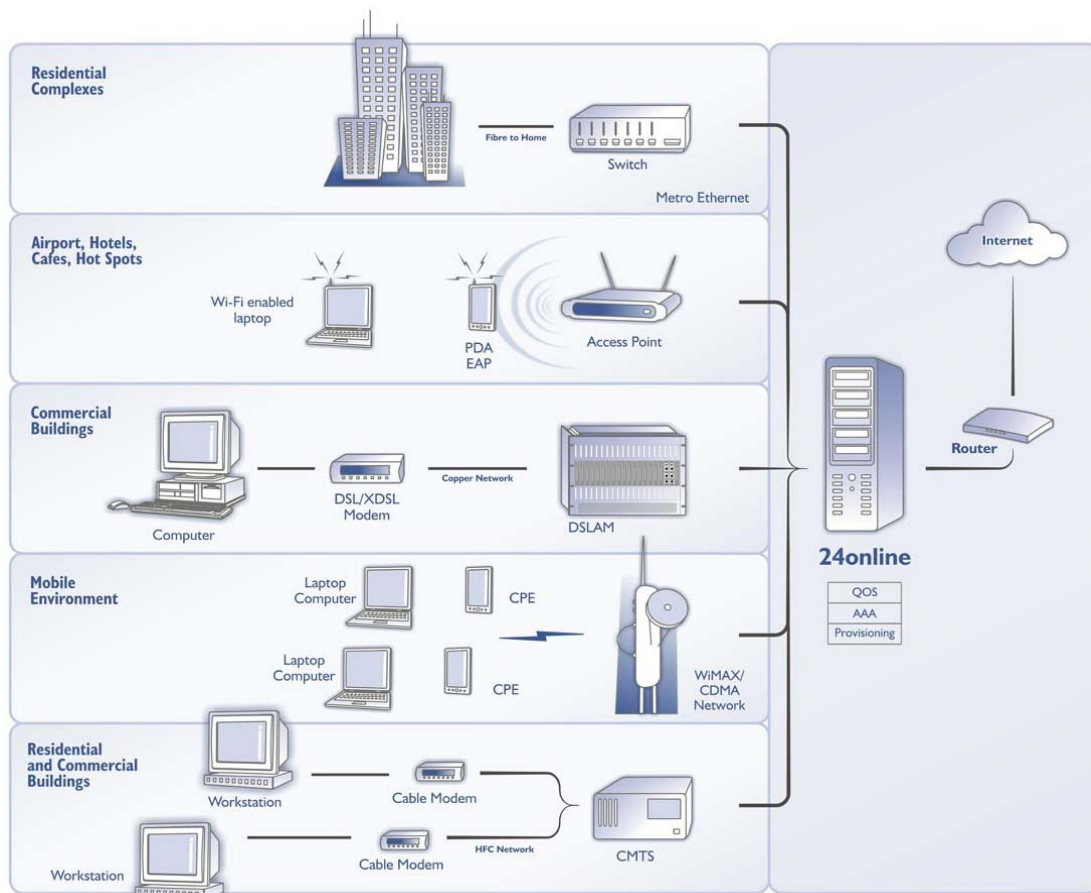 Residential
Complexes
Fibre to Home
Switch
Metro Ethernet
Airport, Hotels,
Cafes, Hot Spots
Wi-Fi enabled
laptop
PDA
EAP
Access Point
Commercial
Buildings
Computer
DSL/XDSL
Modem
Copper Network
DSLAM
Mobile
Environment
Laptop
Computer
CPE
Laptop
Computer
CPE
WiMAX/
CDMA
Network
Residential
and Commercial
Buildings
Workstation
Cable Modem
Workstation
Cable Modem
HFC Network
CMTS
Internet
Router
24online
QOS
AAA
Provisioning